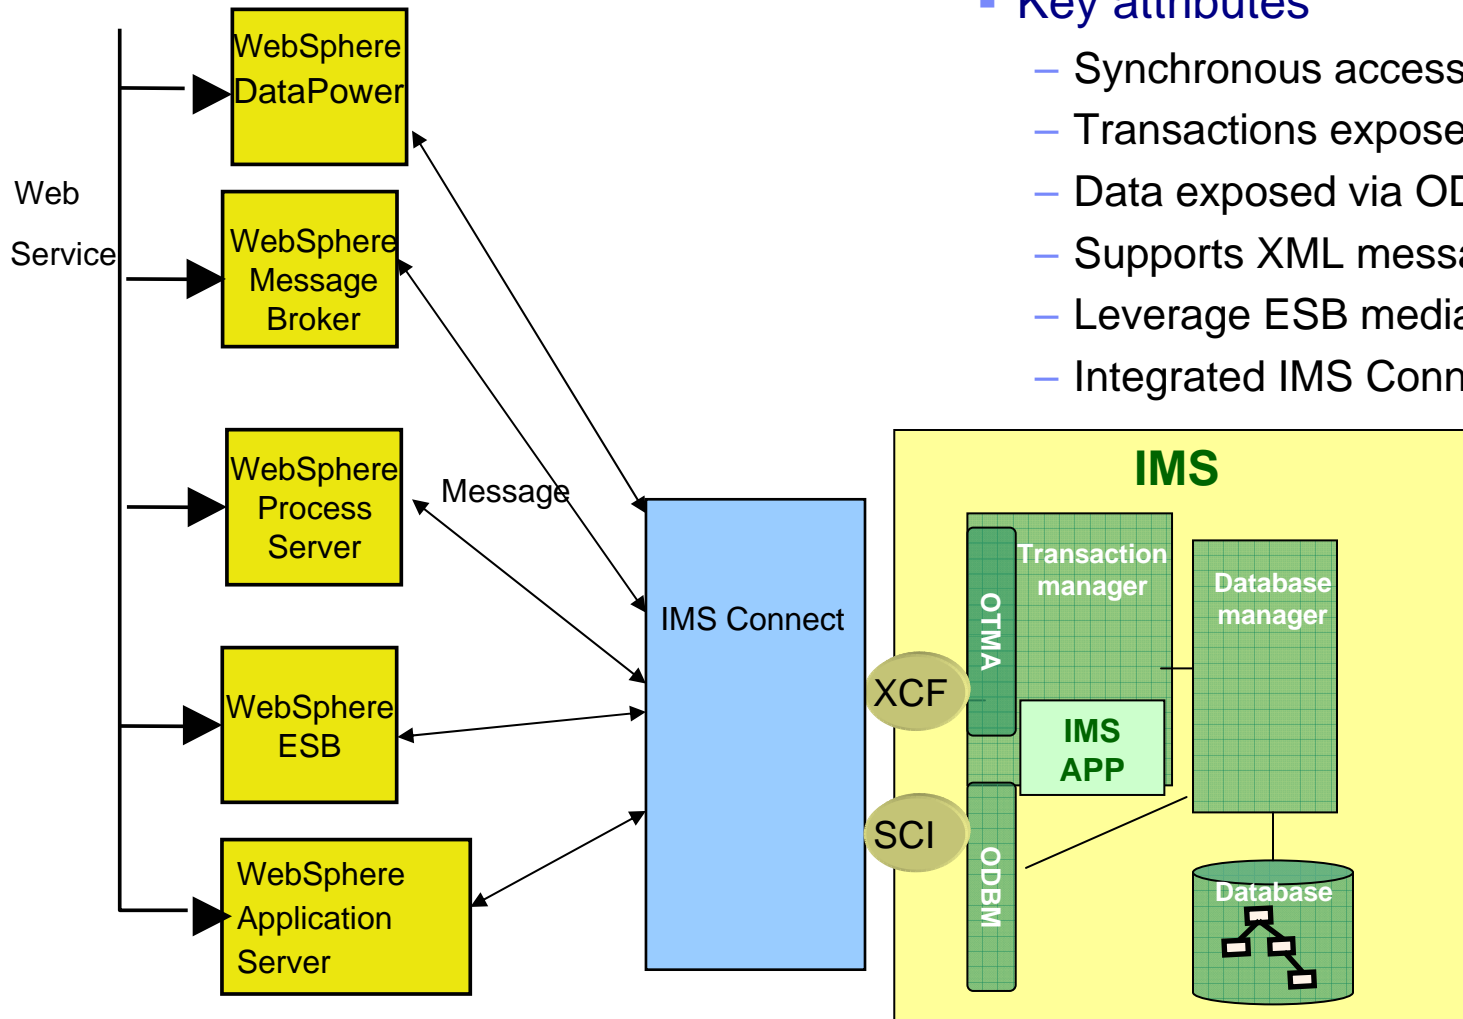 Key attributes
– Synchronous access
– Transactions expose
– Data exposed via OD
– Supports XML messa
– Leverage ESB media
– Integrated IMS Conn
Web
Service
WebSphere
DataPower
WebSphere
Message
Broker
WebSphere
Process
Server
WebSphere
ESB
WebSphere
Application
Server
Message
IMS Connect
XCF
SCI
IMS
OTMA
Transaction
manager
IMS
APP
ODBM
Database
manager
Database